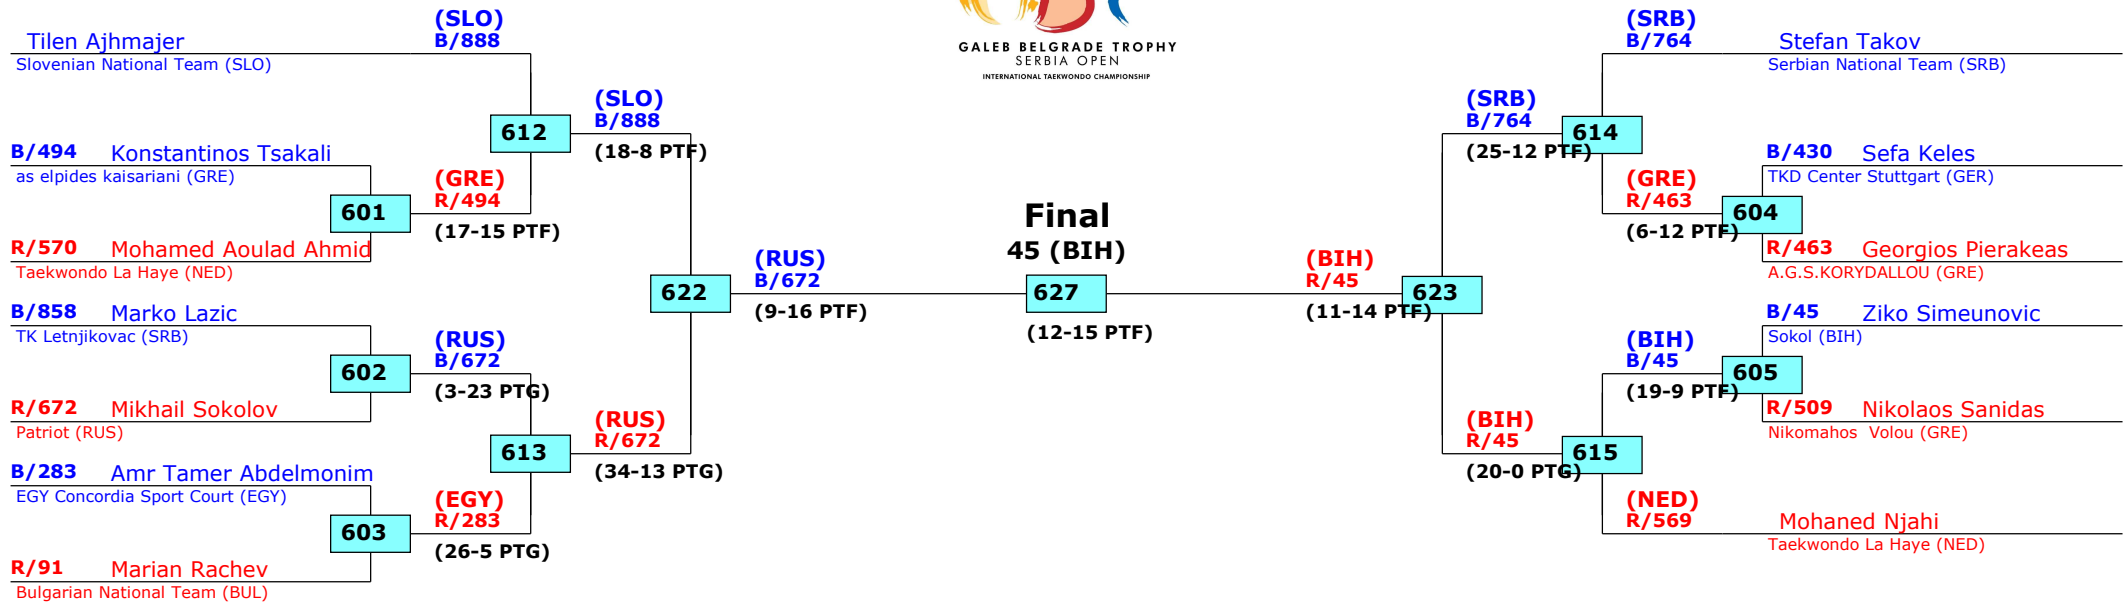 GALEB BELGRADE TROPHY
SERBIA OPEN
INTERNATIONAL TAEKWONDO CHAMPIONSHIP
Tilen Ajhmajer
Slovenian National Team (SLO)
(SLO)
B/888
B/494 Konstantinos Tsakali
as elpides kaisariani (GRE)
601
R/570 Mohamed Aoulad Ahmid
Taekwondo La Haye (NED)
(GRE)
R/494
(17-15 PTF)
612
(SLO)
B/888
(18-8 PTF)
B/858 Marko Lazic
TK Letnjikovac (SRB)
602
R/672 Mikhail Sokolov
Patriot (RUS)
(RUS)
B/672
(3-23 PTG)
B/283 Amr Tamer Abdelmonim
EGY Concordia Sport Court (EGY)
603
R/91 Marian Rachev
Bulgarian National Team (BUL)
(EGY)
R/283
(26-5 PTG)
613
(RUS)
R/672
(34-13 PTG)
622
(RUS)
B/672
(9-16 PTF)
Final
45 (BIH)
627
(12-15 PTF)
(BIH)
R/45
(11-14 PTF)
623
(SRB)
B/764
(25-12 PTF)
614
(SRB)
B/764
Stefan Takov
Serbian National Team (SRB)
(GRE)
R/463
(6-12 PTF)
604
B/430 Sefa Keles
TKD Center Stuttgart (GER)
R/463 Georgios Pierakeas
A.G.S.KORYDALLOU (GRE)
(BIH)
R/45
(20-0 PTG)
615
(BIH)
B/45
(19-9 PTF)
605
B/45 Ziko Simeunovic
Sokol (BIH)
R/509 Nikolaos Sanidas
Nikomahos  Volou (GRE)
(NED)
R/569
Mohaned Njahi
Taekwondo La Haye (NED)